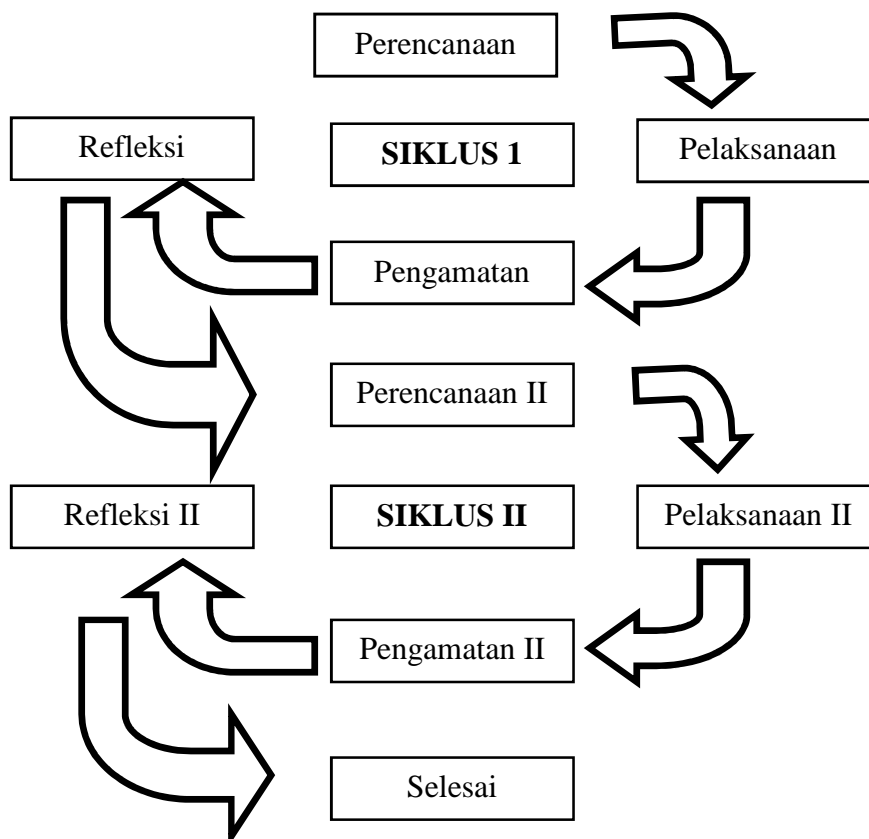 Perencanaan
Refleksi
SIKLUS 1
Pelaksanaan
Pengamatan
Perencanaan II
Refleksi II
SIKLUS II
Pelaksanaan II
Pengamatan II
Selesai